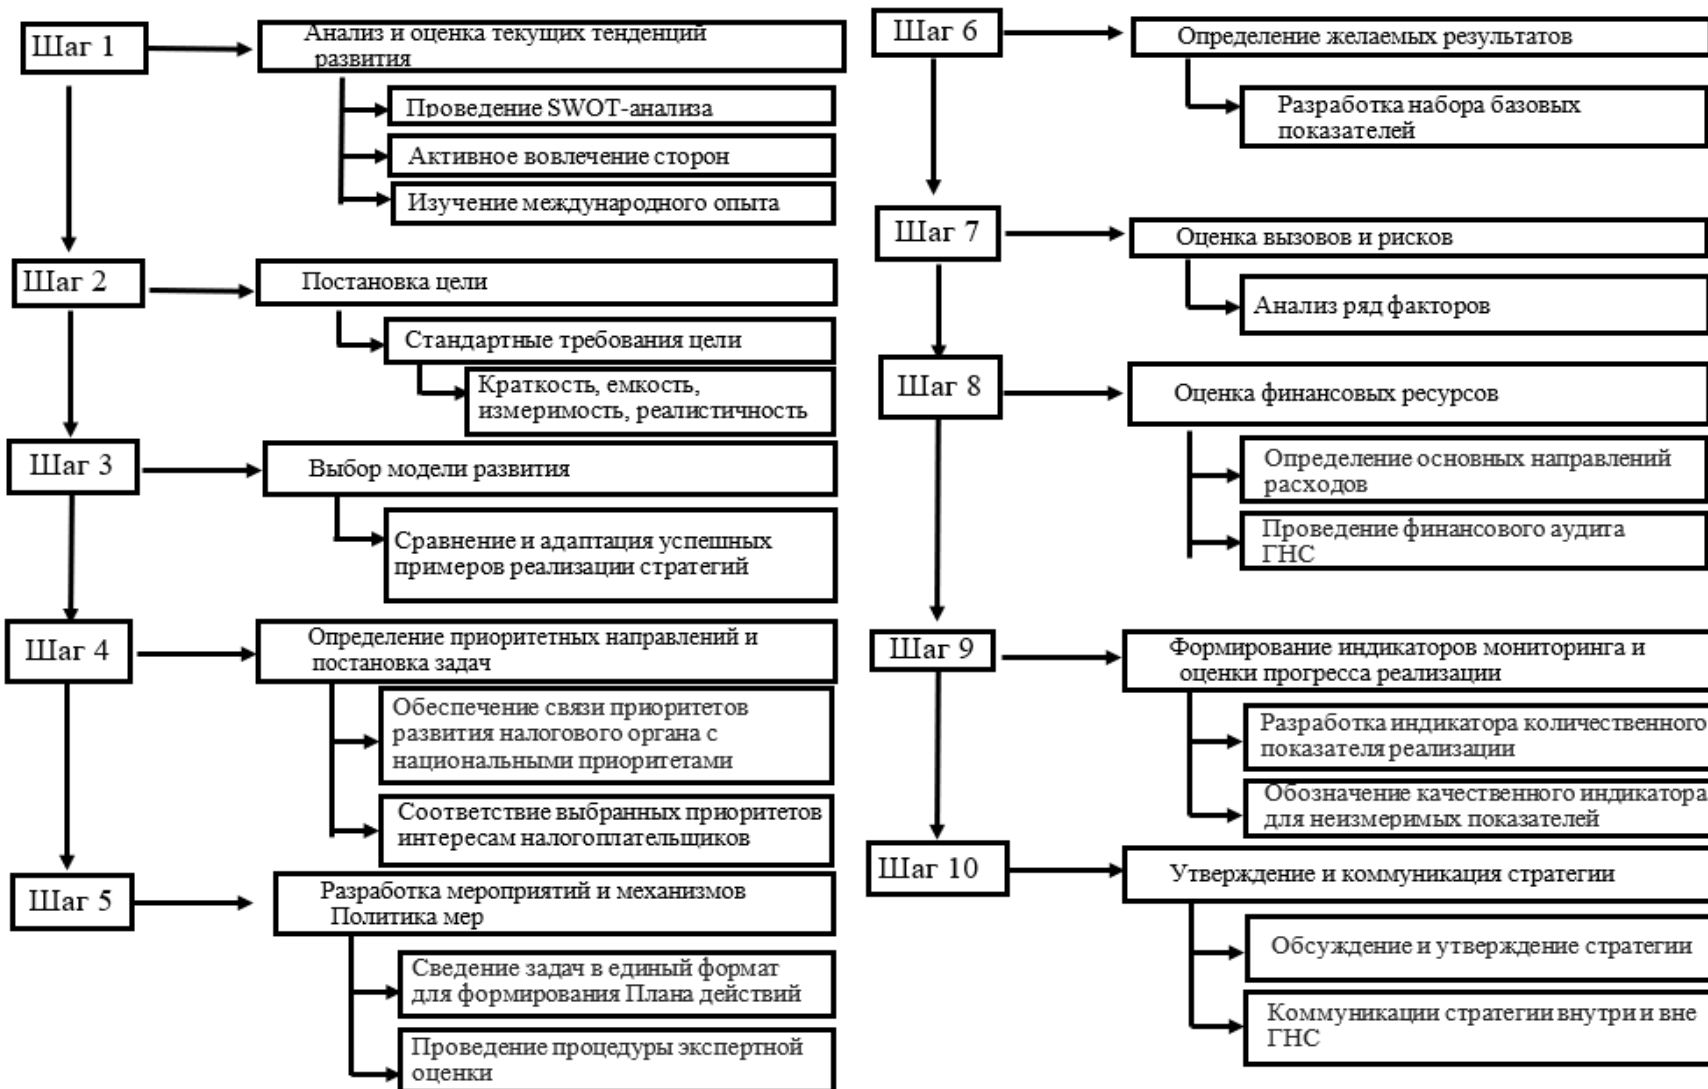 Шаг 1
Анализ и оценка текущих тенденций
развития
Проведение SWOT-анализа
Активное вовлечение сторон
Изучение международного опыта
Шаг 2
Постановка цели
Стандартные требования цели
Краткость, емкость,
измеримость, реалистичность
Шаг 3
Выбор модели развития
Сравнение и адаптация успешных
примеров реализации стратегий
Шаг 4
Определение приоритетных направлений и
постановка задач
Обеспечение связи приоритетов
развития налогового органа с
национальными приоритетами
Соответствие выбранных приоритетов
интересам налогоплательщиков
Шаг 5
Разработка мероприятий и механизмов
Политика мер
Сведение задач в единый формат
для формирования Плана действий
Проведение процедуры экспертной
оценки
Шаг 6
Определение желаемых результатов
Разработка набора базовых
показателей
Шаг 7
Оценка вызовов и рисков
Анализ ряд факторов
Шаг 8
Оценка финансовых ресурсов
Определение основных направлений
расходов
Проведение финансового аудита
ГНС
Шаг 9
Формирование индикаторов мониторинга и
оценки прогресса реализации
Разработка индикатора количественного
показателя реализации
Обозначение качественного индикатора
для неизмеримых показателей
Шаг 10
Утверждение и коммуникация стратегии
Обсуждение и утверждение стратегии
Коммуникации стратегии внутри и вне
ГНС